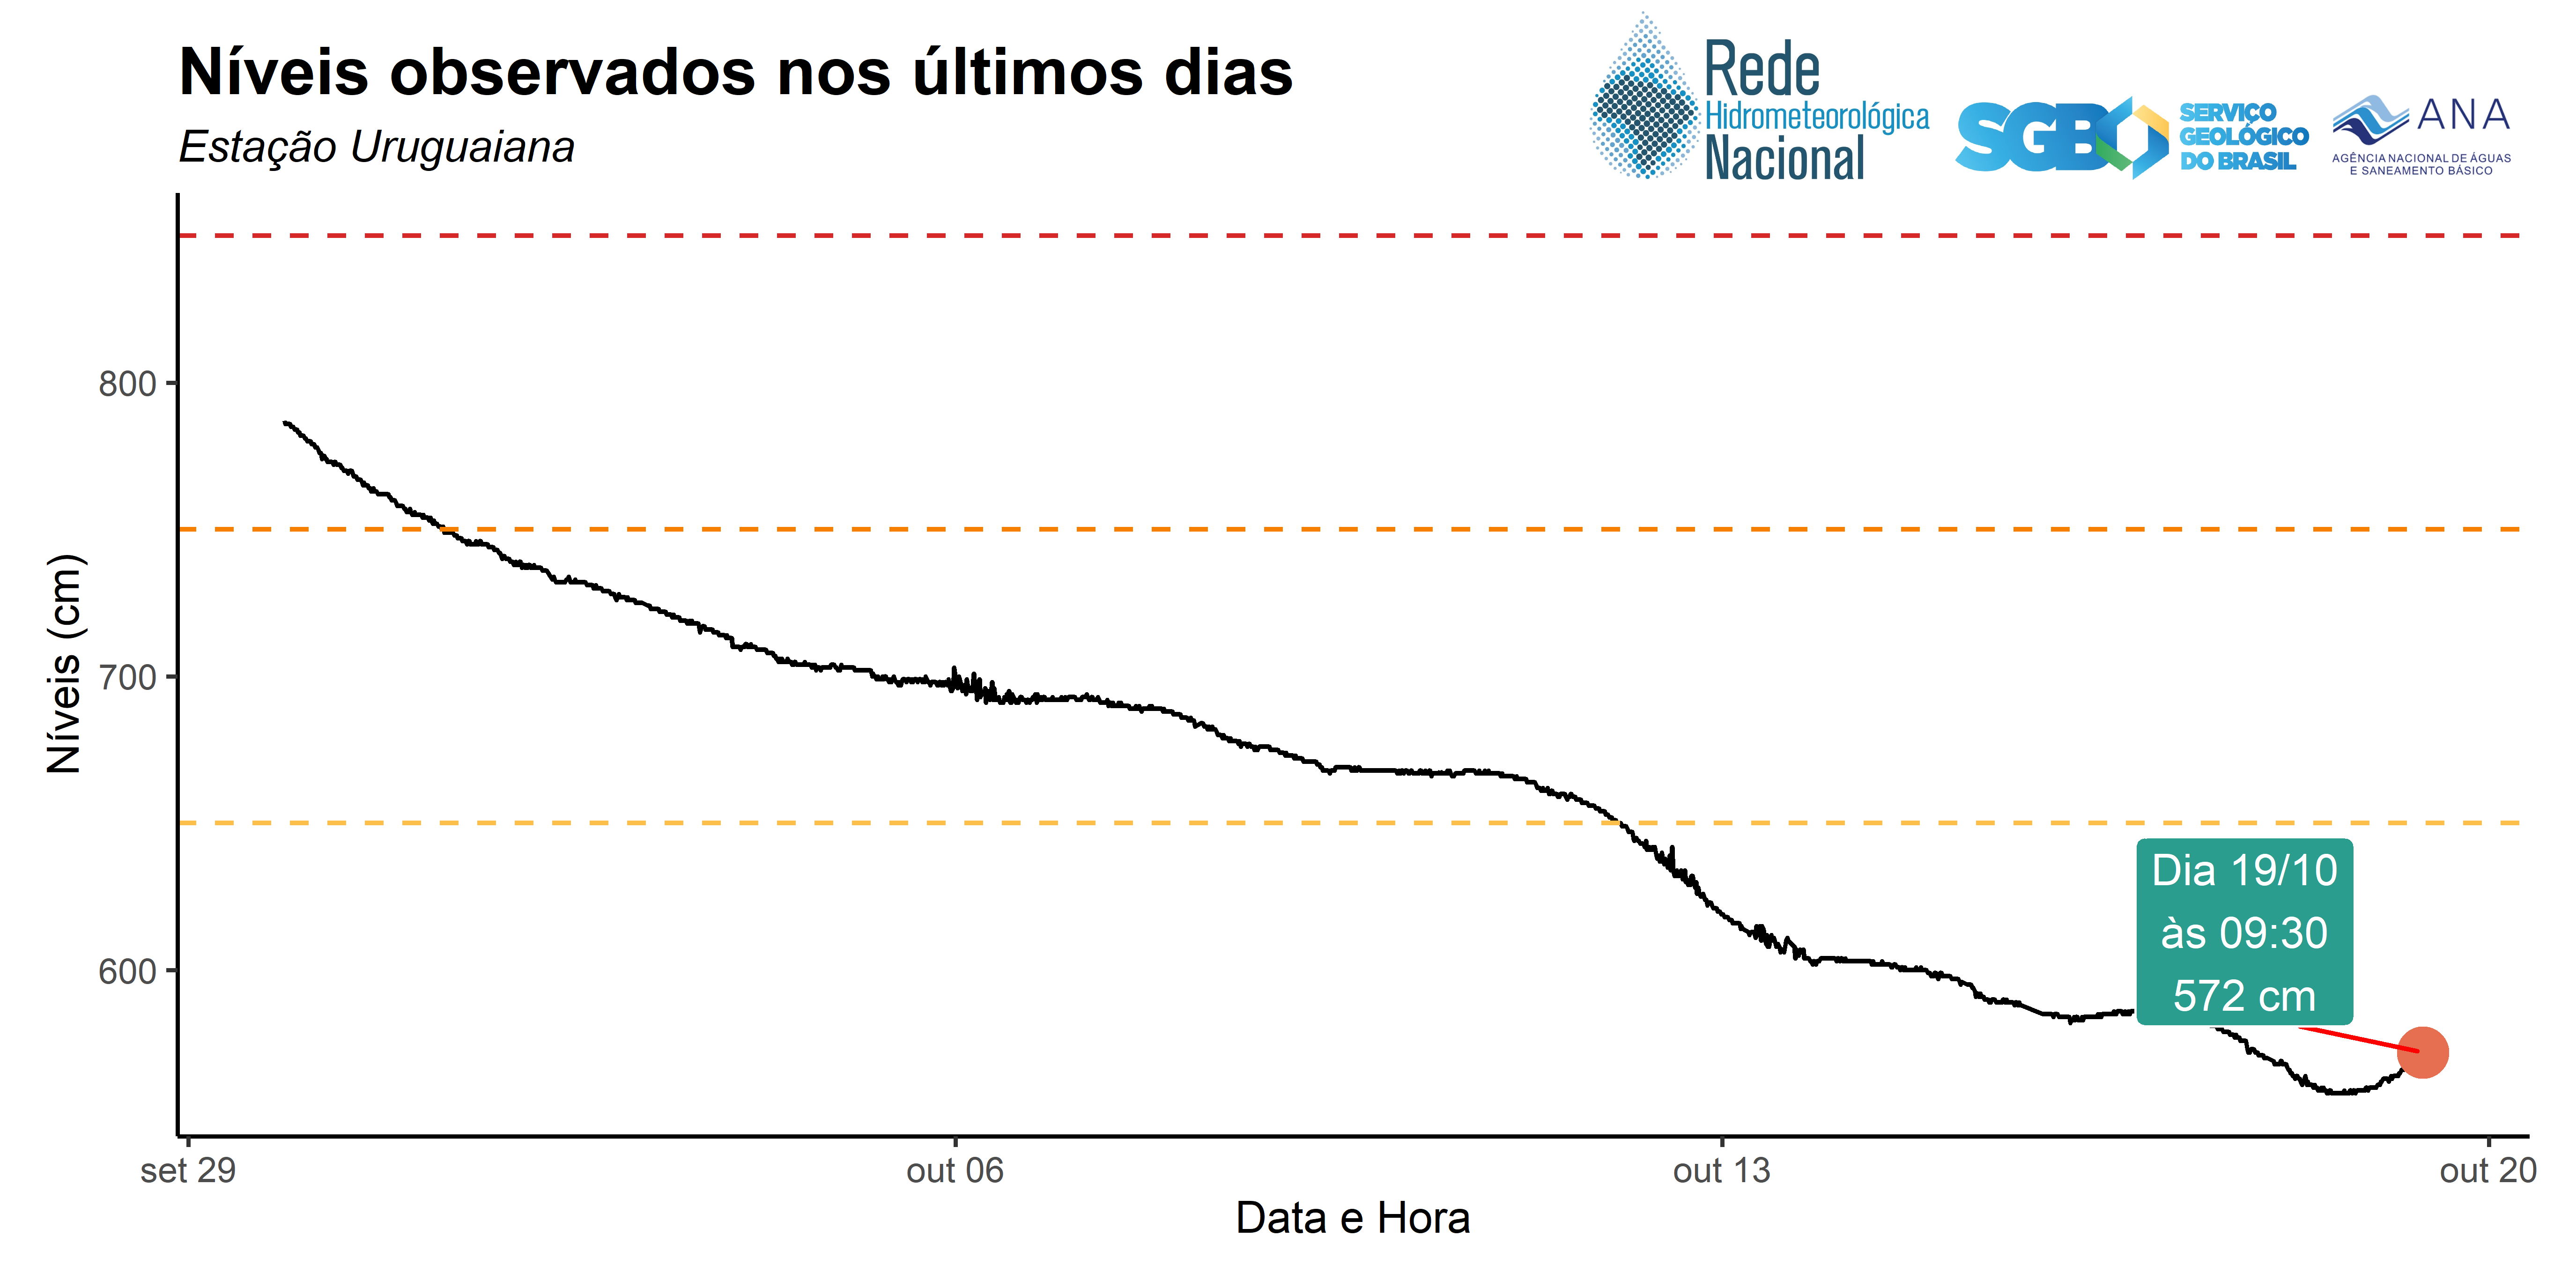 Níveis observados nos últimos dias
Estação Uruguaiana
Rede
Hidrometeorológica
Nacional
SGB
SERVIÇO
GEOLÓGICO
DO BRASIL
ANA
AGÊNCIA NACIONAL DE ÁGUAS
E SANEAMENTO BÁSICO
Níveis (cm)
800
700
600
Dia 19/10
às 09:30
572 cm
set 29
out 06
out 13
out 20
Data e Hora